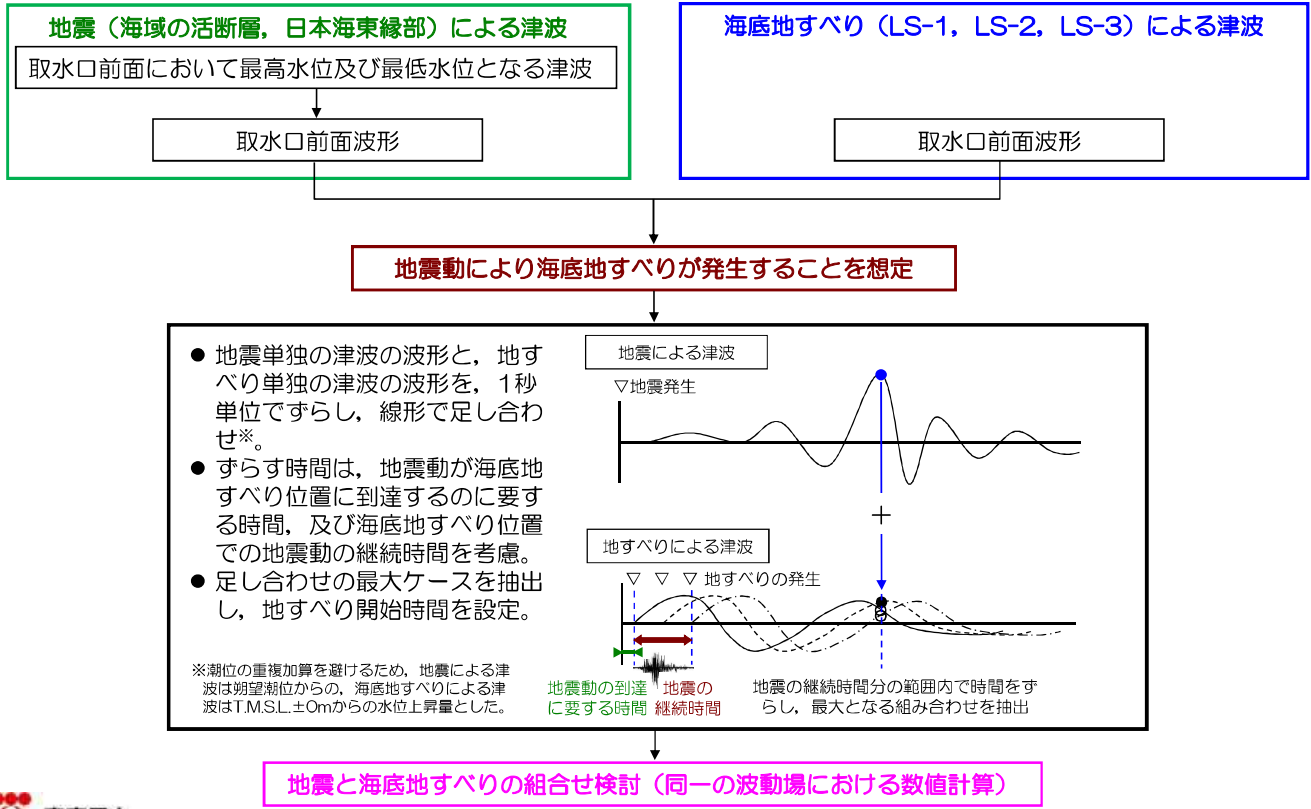 地震（海域の活断層，日本海東縁部）による津波
取水口前面において最高水位及び最低水位となる津波
取水口前面波形
海底地すべり（LS-1，LS-2，LS-3）による津波
取水口前面波形
地震動により海底地すべりが発生することを想定
● 地震単独の津波の波形と，地す
べり単独の津波の波形を，1秒
単位でずらし，線形で足し合わ
せ※。
● ずらす時間は，地震動が海底地
すべり位置に到達するのに要す
る時間，及び海底地すべり位置
での地震動の継続時間を考慮。
● 足し合わせの最大ケースを抽出
し，地すべり開始時間を設定。
※潮位の重複加算を避けるため，地震による津
波は朔望潮位からの，海底地すべりによる津
波はT.M.S.L.±0mからの水位上昇量とした。
地震による津波
▽地震発生
＋
地すべりによる津波
▽ ▽ ▽ 地すべりの発生
地震動の到達
に要する時間
地震の
継続時間
地震の継続時間分の範囲内で時間をず
らし，最大となる組み合わせを抽出
地震と海底地すべりの組合せ検討（同一の波動場における数値計算）